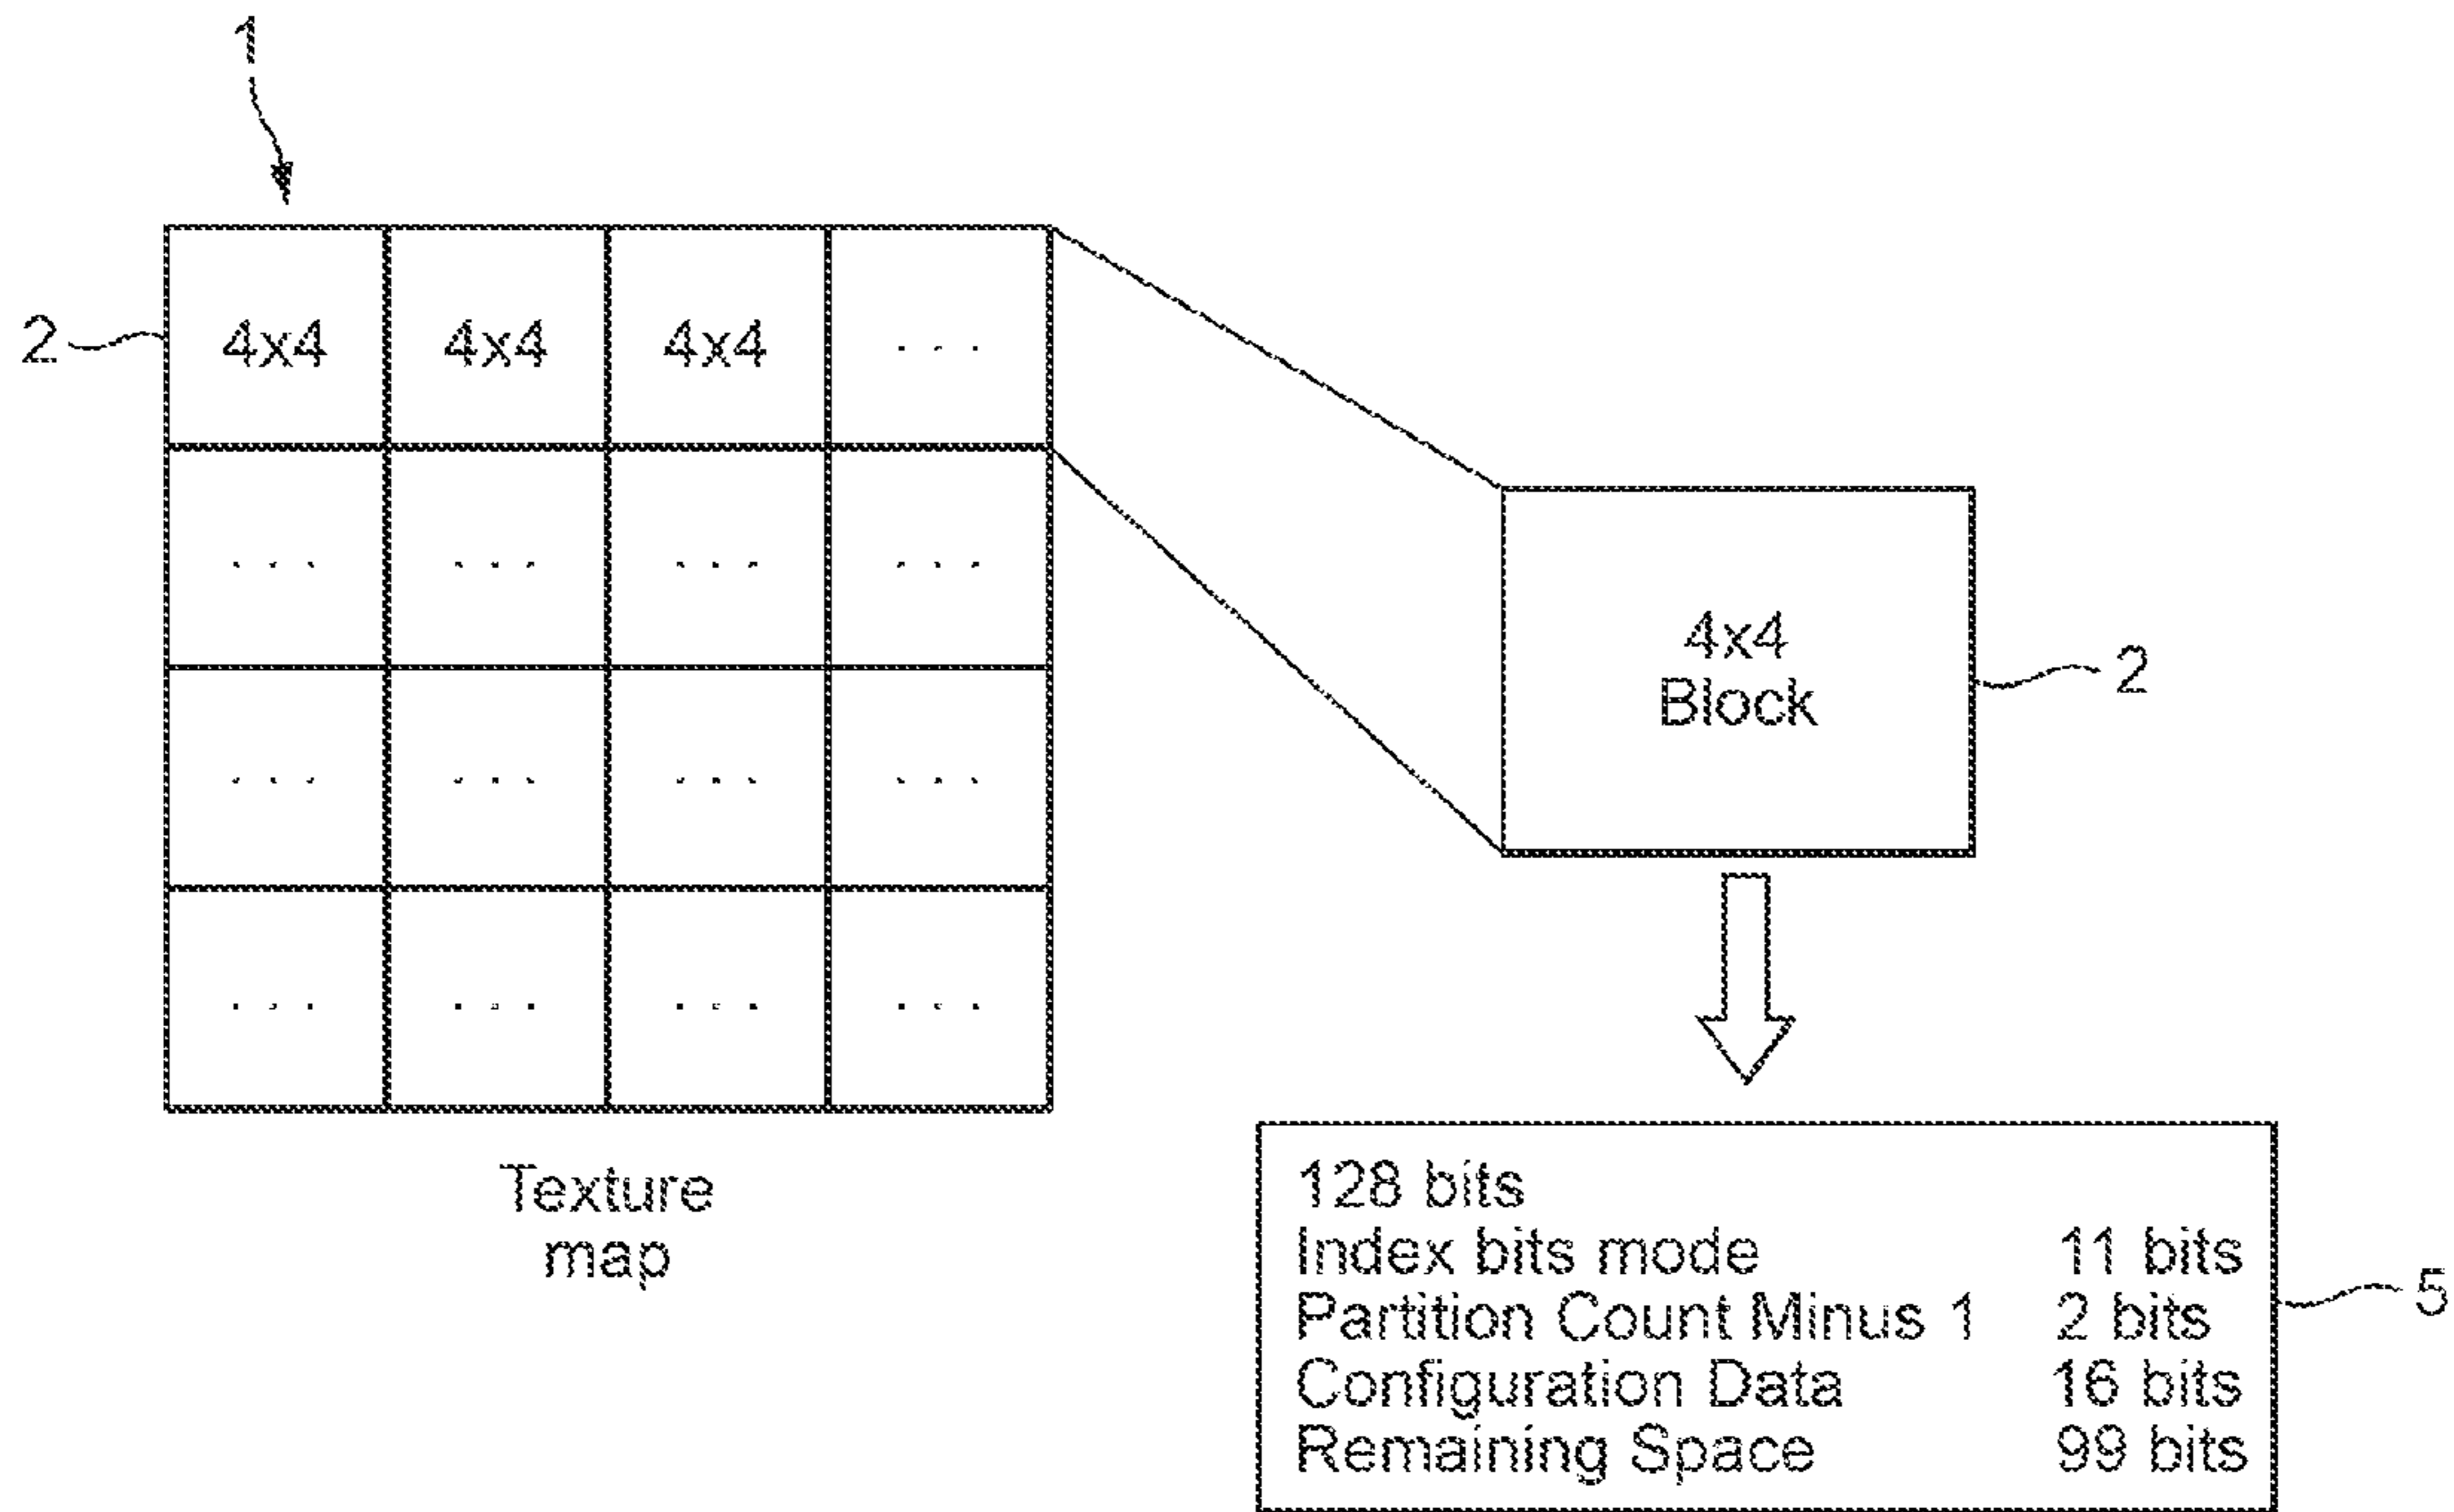 1
2
4x4 4x4 4x4 ...
... ... ... ...
... ... ... ...
... ... ... ...
Texture
map
4x4
Block
2
128 bits
Index bits mode 11 bits
Partition Count Minus 1 2 bits
Configuration Data 16 bits
Remaining Space 99 bits
5